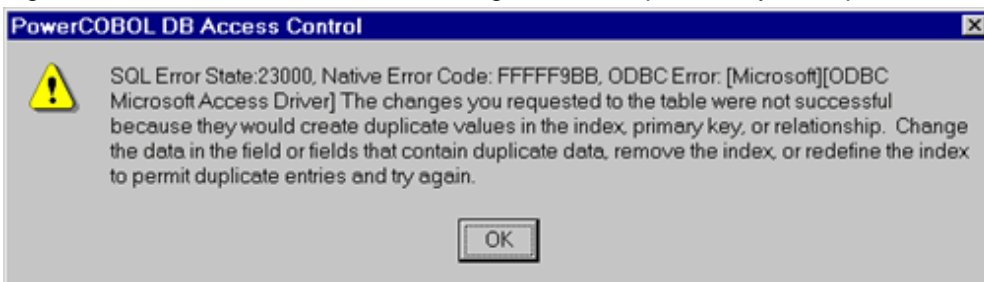 PowerCOBOL DB Access Control
SQL Error State:23000, Native Error Code: FFFFF9BB, ODBC Error: [Microsoft][ODBC
Microsoft Access Driver] The changes you requested to the table were not successful
because they would create duplicate values in the index, primary key, or relationship. Change
the data in the field or fields that contain duplicate data, remove the index, or redefine the index
to permit duplicate entries and try again.
OK